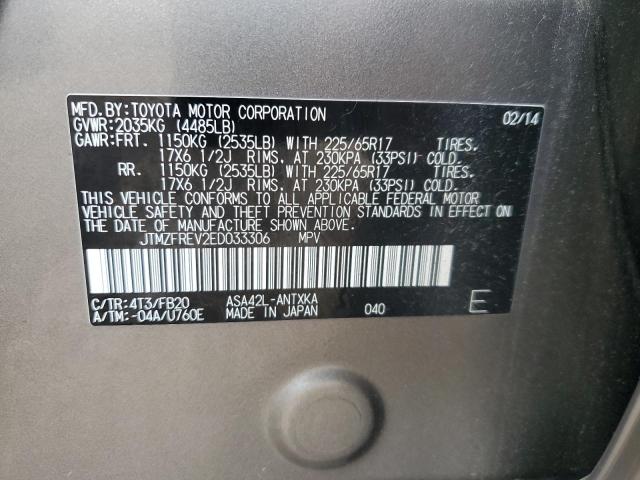 MFD.BY:TOYOTA MOTOR CORPORATION 02/14
GVWR:2035KG (4485LB)
GAWR:FRT. 1150KG (2535LB) WITH 225/65R17 TIRES.
17X6 1/2J RIMS. AT 230KPA (33PSI) COLD.
RR. 1150KG (2535LB) WITH 225/65R17 TIRES.
17X6 1/2J RIMS. AT 230KPA (33PSI) COLD.
THIS VEHICLE CONFORMS TO ALL APPLICABLE FEDERAL MOTOR
VEHICLE SAFETY AND THEFT PREVENTION STANDARDS IN EFFECT ON
THE DATE OF MANUFACTURE SHOWN ABOVE.
JTMZFREV2ED033306 MPV
C/TR:4T3/FB20 ASA42L-ANTXKA
A/TM:-04A/U760E MADE IN JAPAN 040 E